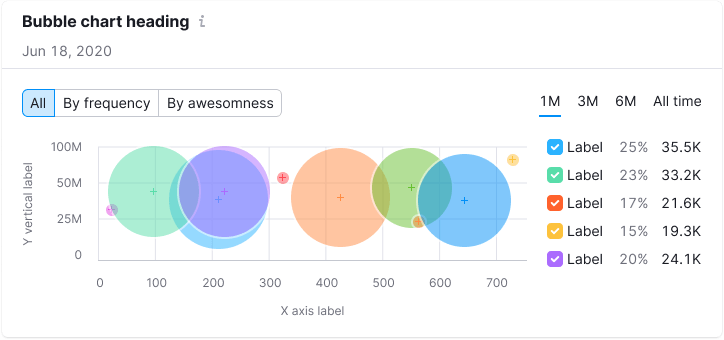 Bubble chart heading i
Jun 18, 2020
All By frequency By awesomness
1M 3M 6M All time
100M
50M
25M
0
Y vertical label
0 100 200 300 400 500 600 700
X axis label
Label 25% 35.5K
Label 23% 33.2K
Label 17% 21.6K
Label 15% 19.3K
Label 20% 24.1K